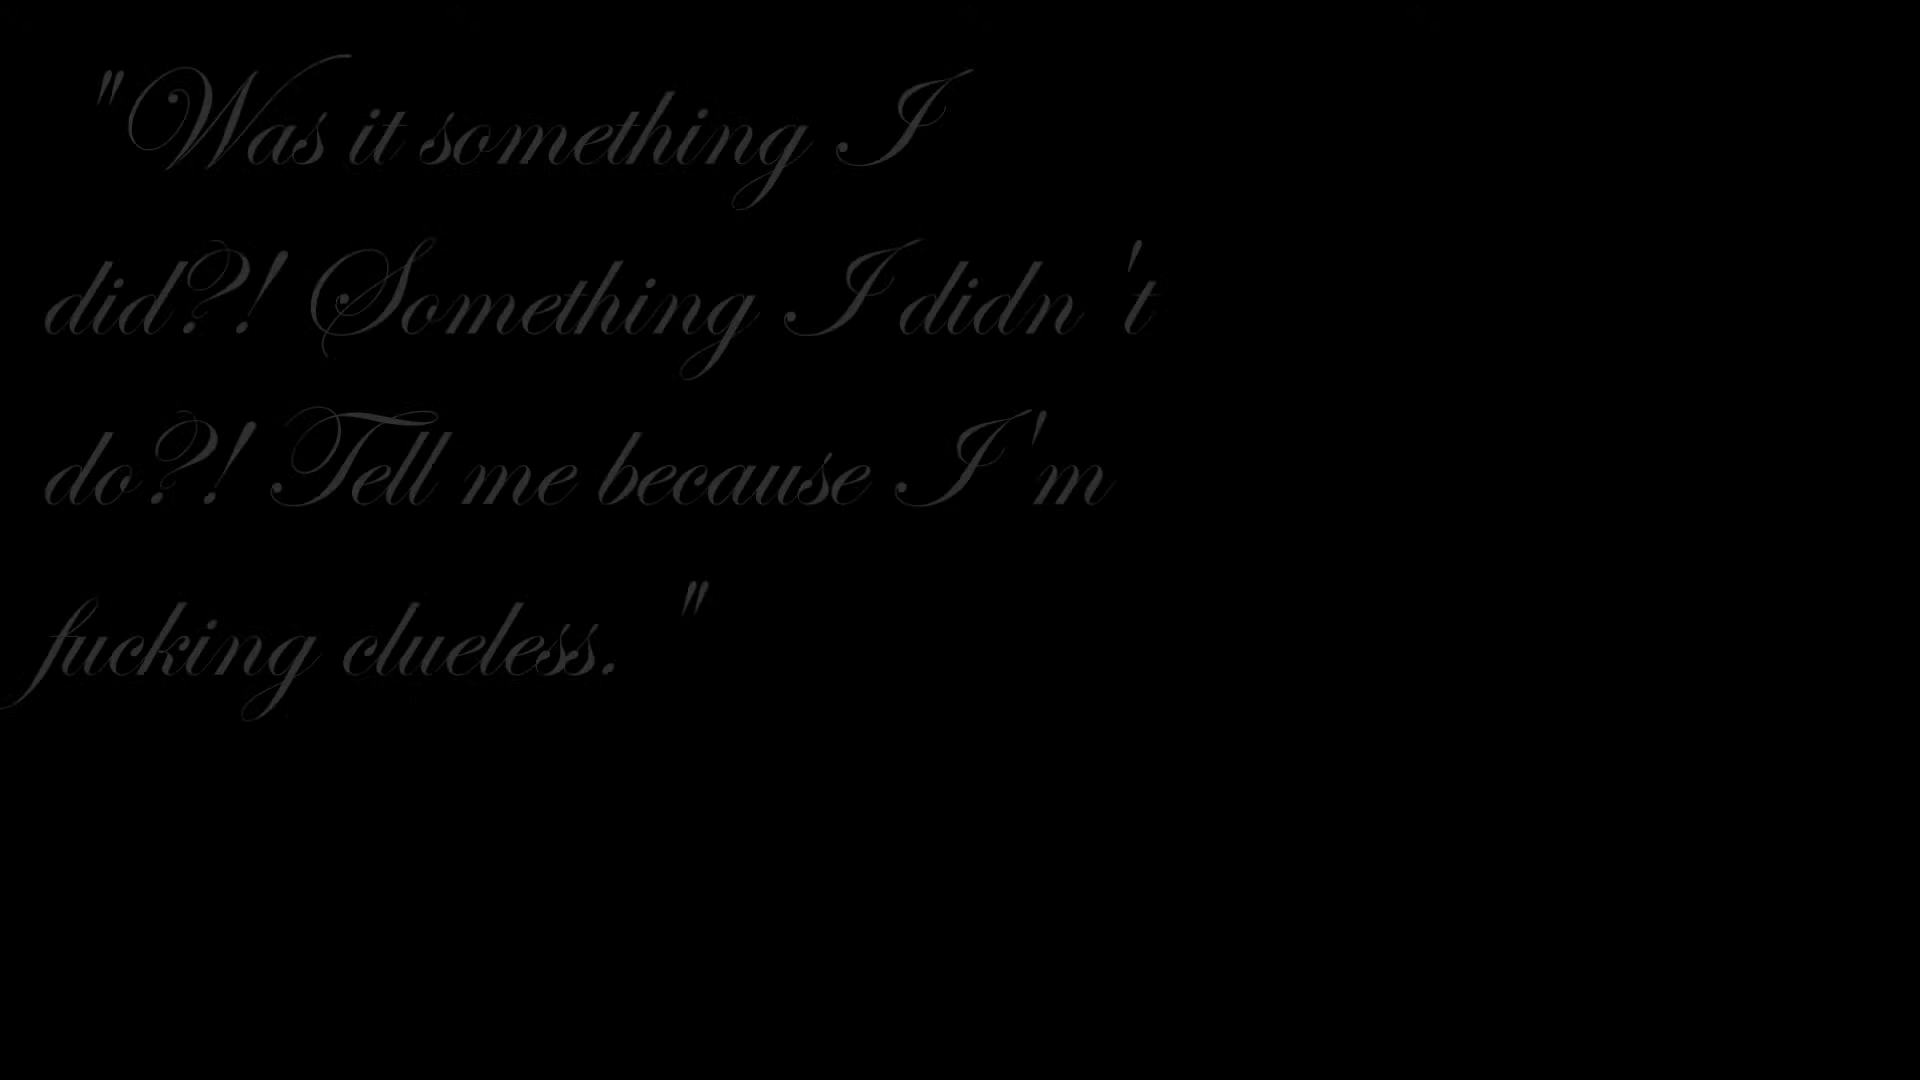 "Was it something I
did?! Something I didn't
do?! Tell me because I'm
fucking clueless. "